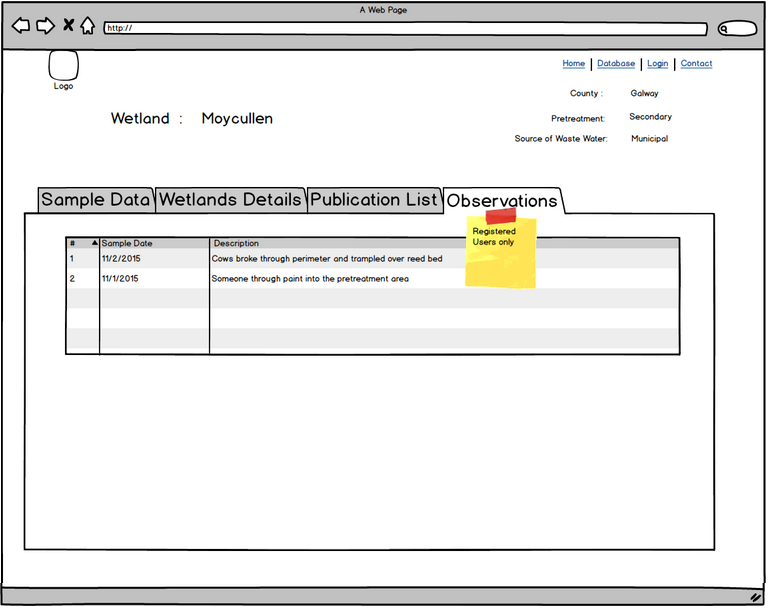 A Web Page
http://
Logo
Home | Database | Login | Contact
County : Galway
Wetland : Moycullen
Pretreatment: Secondary
Source of Waste Water: Municipal
Sample Data Wetlands Details Publication List Observations
Registered
Users only
# Sample Date Description
1 11/2/2015 Cows broke through perimeter and trampled over reed bed
2 11/1/2015 Someone through paint into the pretreatment area